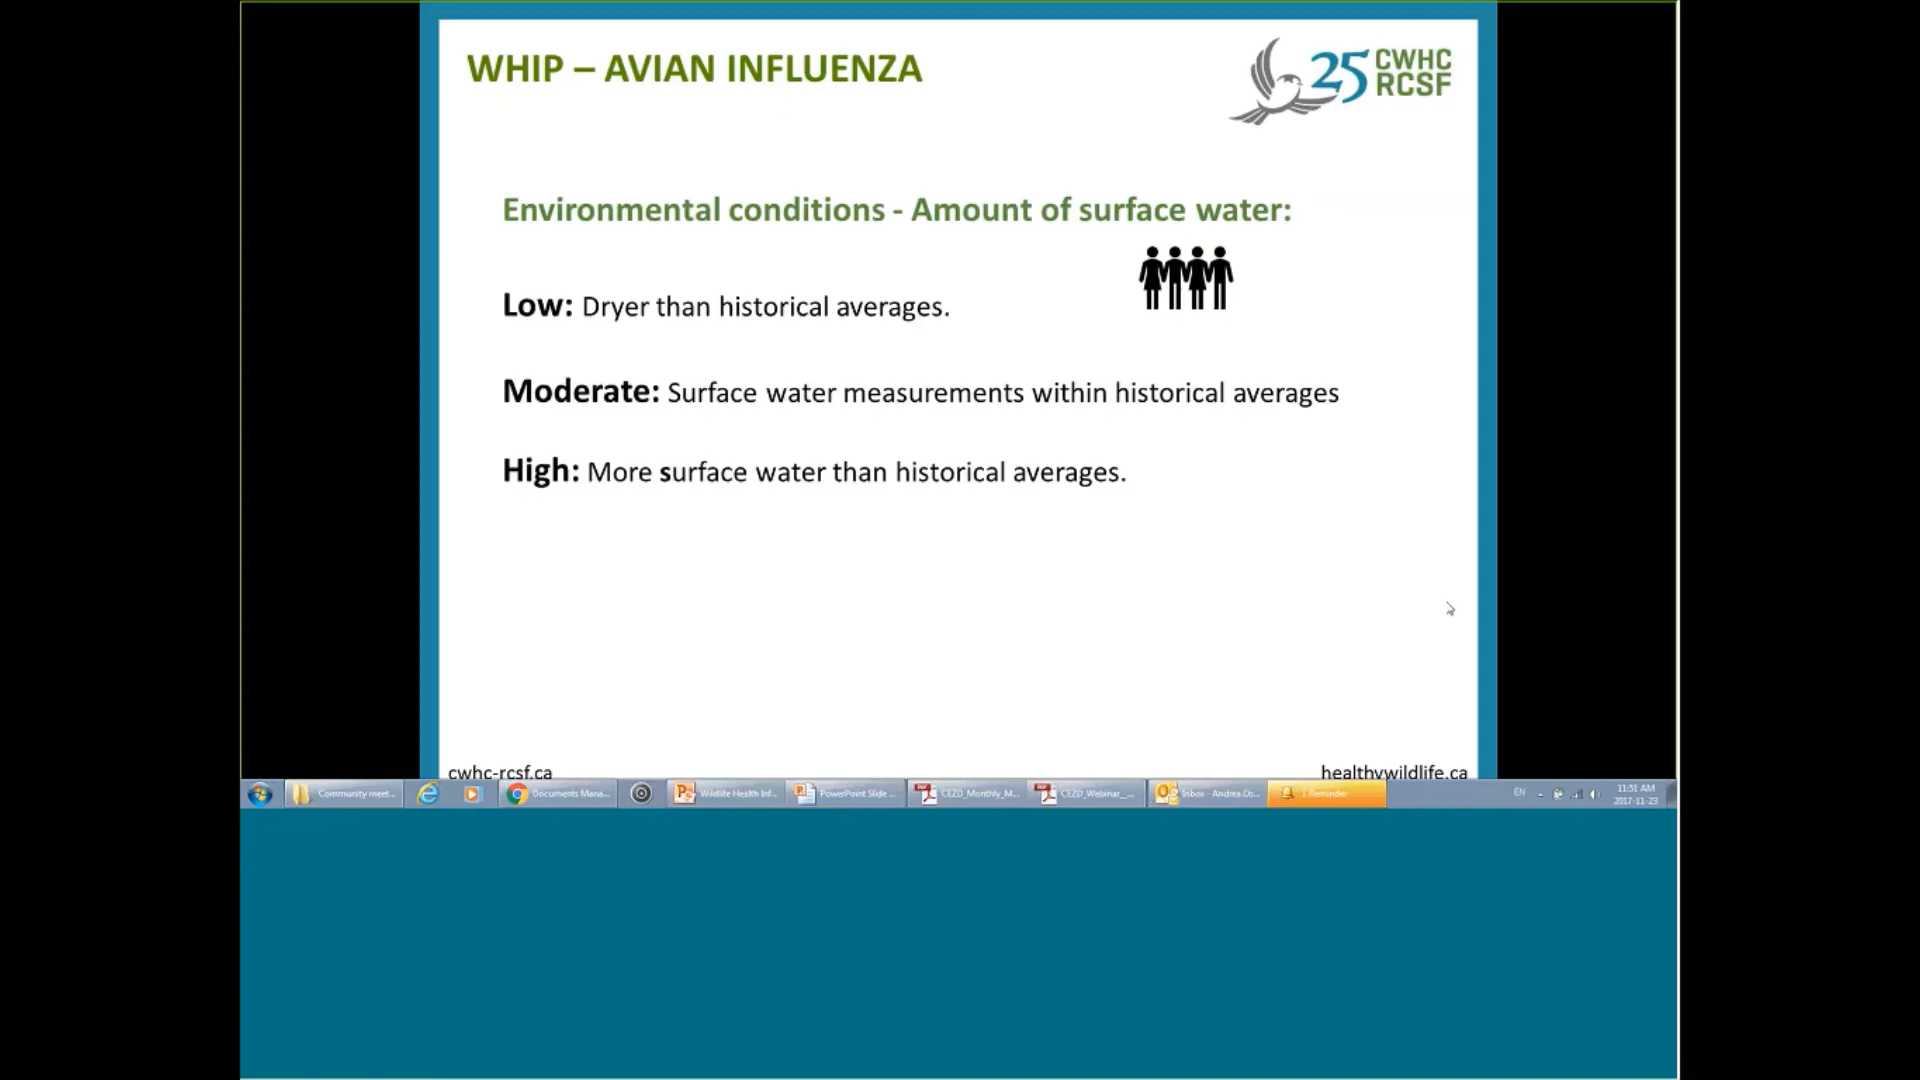 WHIP – AVIAN INFLUENZA
25 CWHC
RCSF
Environmental conditions - Amount of surface water:
Low: Dryer than historical averages.
Moderate: Surface water measurements within historical averages
High: More surface water than historical averages.
cwhc-rcsf.ca
healthywildlife.ca
Community meet...
Documents Mana...
Wildlife Health Inf...
PowerPoint Slide ...
CEZD_Monthly_M...
CEZD_Webinar_...
Inbox - Andrea.Os...
1 Reminder
EN
11:51 AM
2017-11-23